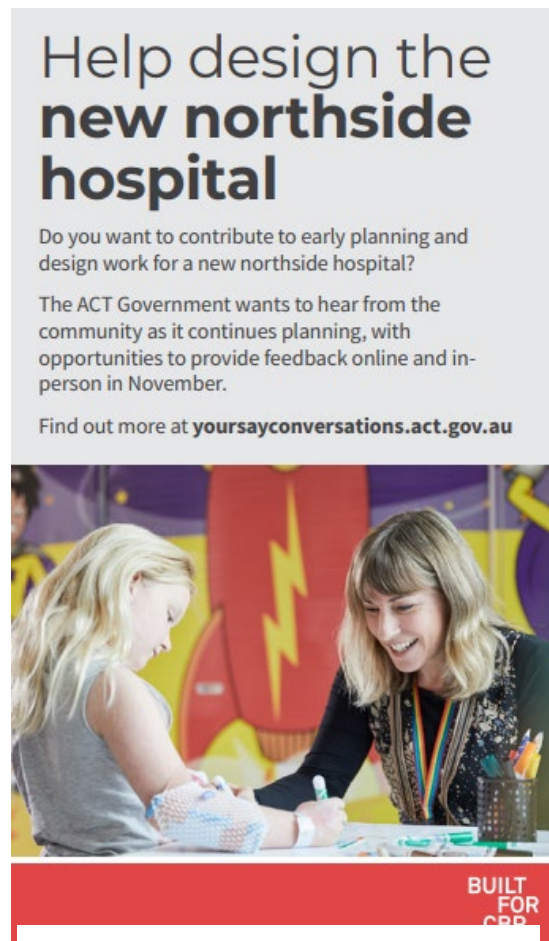 Help design the
new northside
hospital
Do you want to contribute to early planning and
design work for a new northside hospital?
The ACT Government wants to hear from the
community as it continues planning, with
opportunities to provide feedback online and in-
person in November.
Find out more at yoursayconversations.act.gov.au
BUILT
FOR
CBR